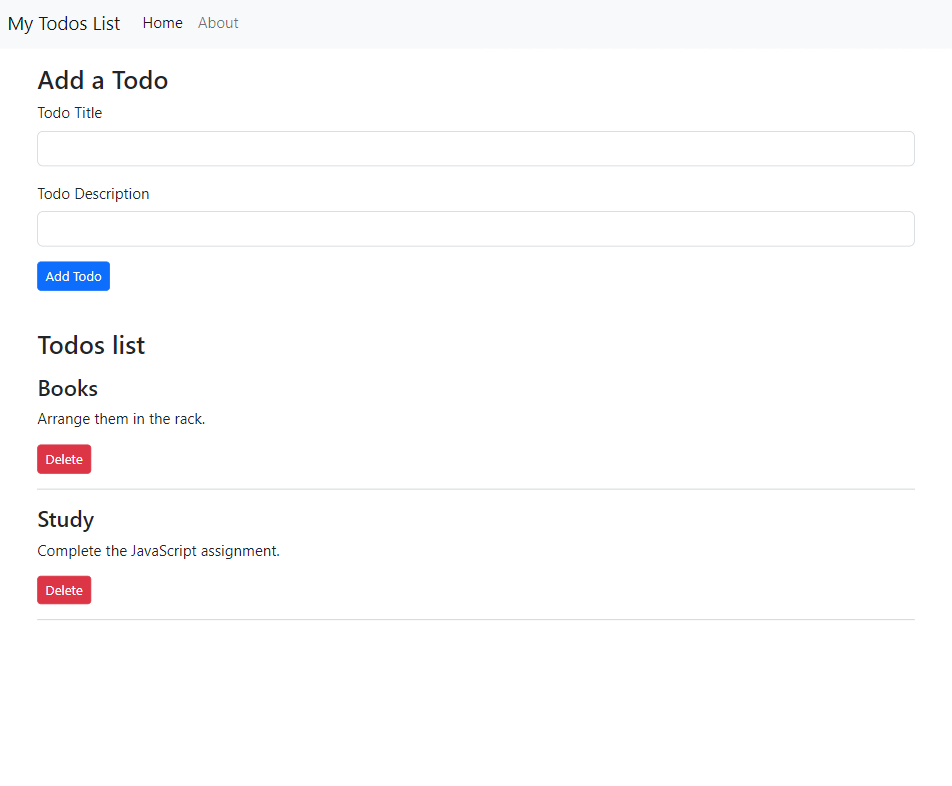 My Todos List Home About
Add a Todo
Todo Title
Todo Description
Add Todo
Todos list
Books
Arrange them in the rack.
Delete
Study
Complete the JavaScript assignment.
Delete